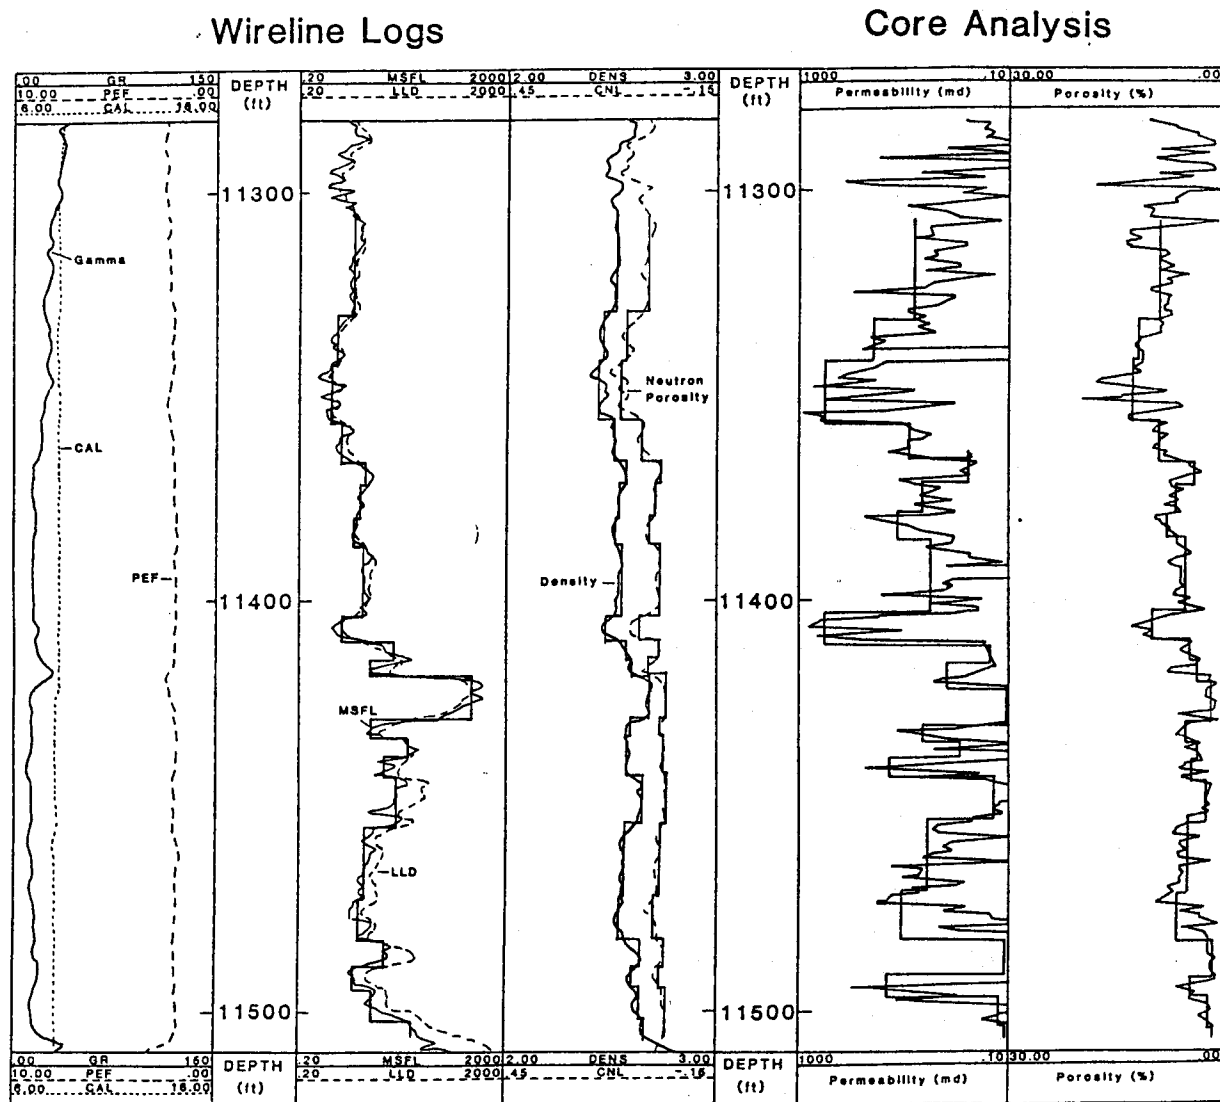 Wireline Logs
Core Analysis
.00 GR 150
10.00 PEF .00
6.00 CAL 16.00
DEPTH
(ft)
.20 MSFL 2000
.20 LLD 2000
2.00 DENS 3.00
.45 CNL -.15
DEPTH
(ft)
1000 .10
Permeability (md)
30.00 .00
Porosity (%)
11300
11300
Gamma
Neutron
Porosity
CAL
PEF
Density
11400
11400
MSFL
LLD
11500
11500
.00 GR 150
10.00 PEF .00
6.00 CAL 16.00
DEPTH
(ft)
.20 MSFL 2000
.20 LLD 2000
2.00 DENS 3.00
.45 CNL -.15
DEPTH
(ft)
1000 .10
Permeability (md)
30.00 .00
Porosity (%)